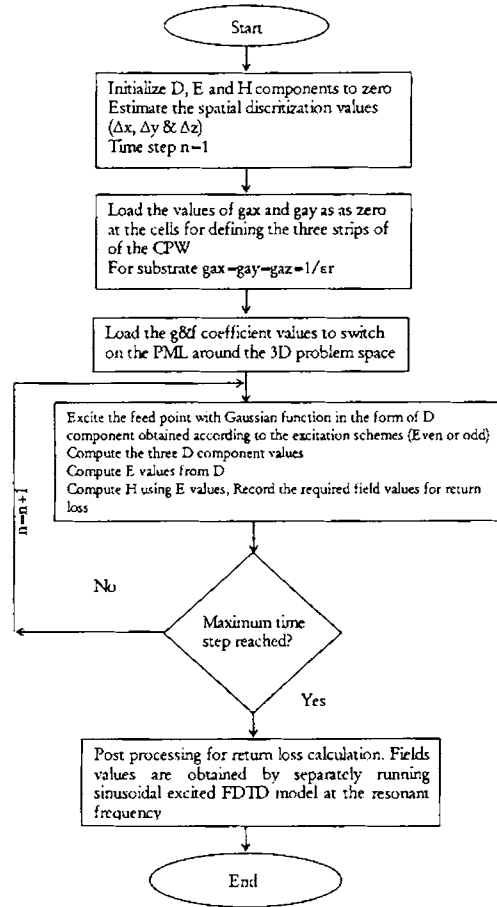 Start
Initialize D, E and H components to zero
Estimate the spatial discritization values
(Δx, Δy & Δz)
Time step n=1
Load the values of gax and gay as as zero
at the cells for defining the three strips of
of the CPW
For substrate gax=gay=gaz=1/εr
Load the g&f coefficient values to switch
on the PML around the 3D problem space
Excite the feed point with Gaussian function in the form of D
component obtained according to the excitation schemes (Even or odd)
Compute the three D component values
Compute E values from D
Compute H using E values, Record the required field values for return
loss
n=n+1
No
Maximum time
step reached?
Yes
Post processing for return loss calculation. Fields
values are obtained by separately running
sinusoidal excited FDTD model at the resonant
frequency
End